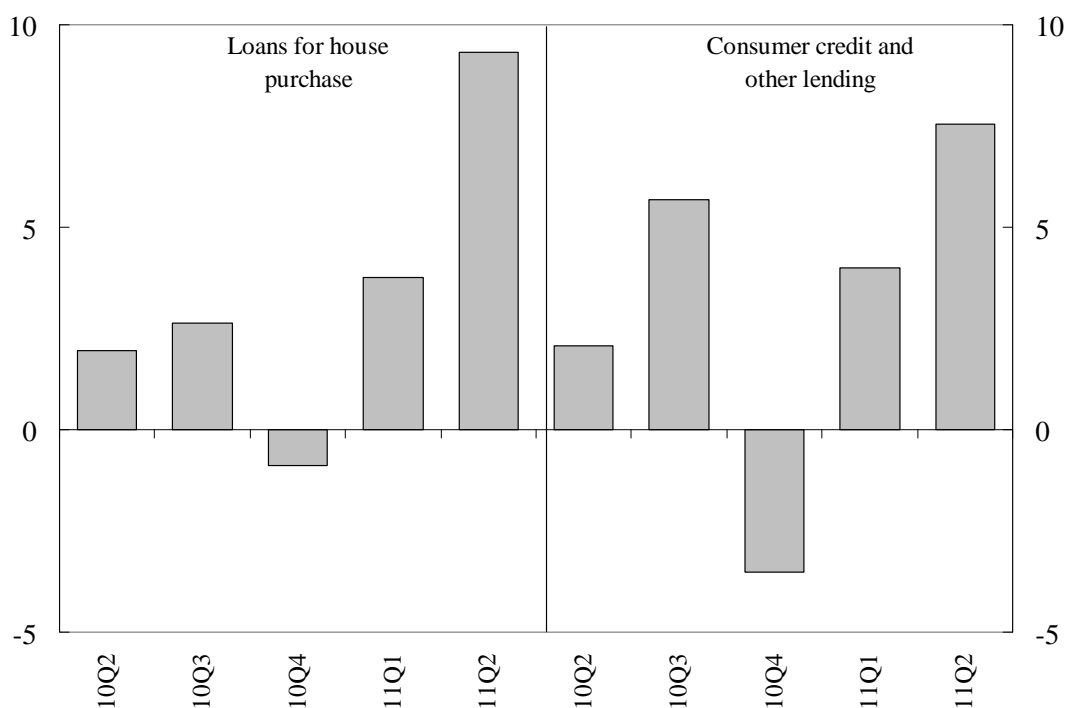 10
5
0
-5
Loans for house
purchase
Consumer credit and
other lending
10
5
0
-5
10Q2
10Q3
10Q4
11Q1
11Q2
10Q2
10Q3
10Q4
11Q1
11Q2